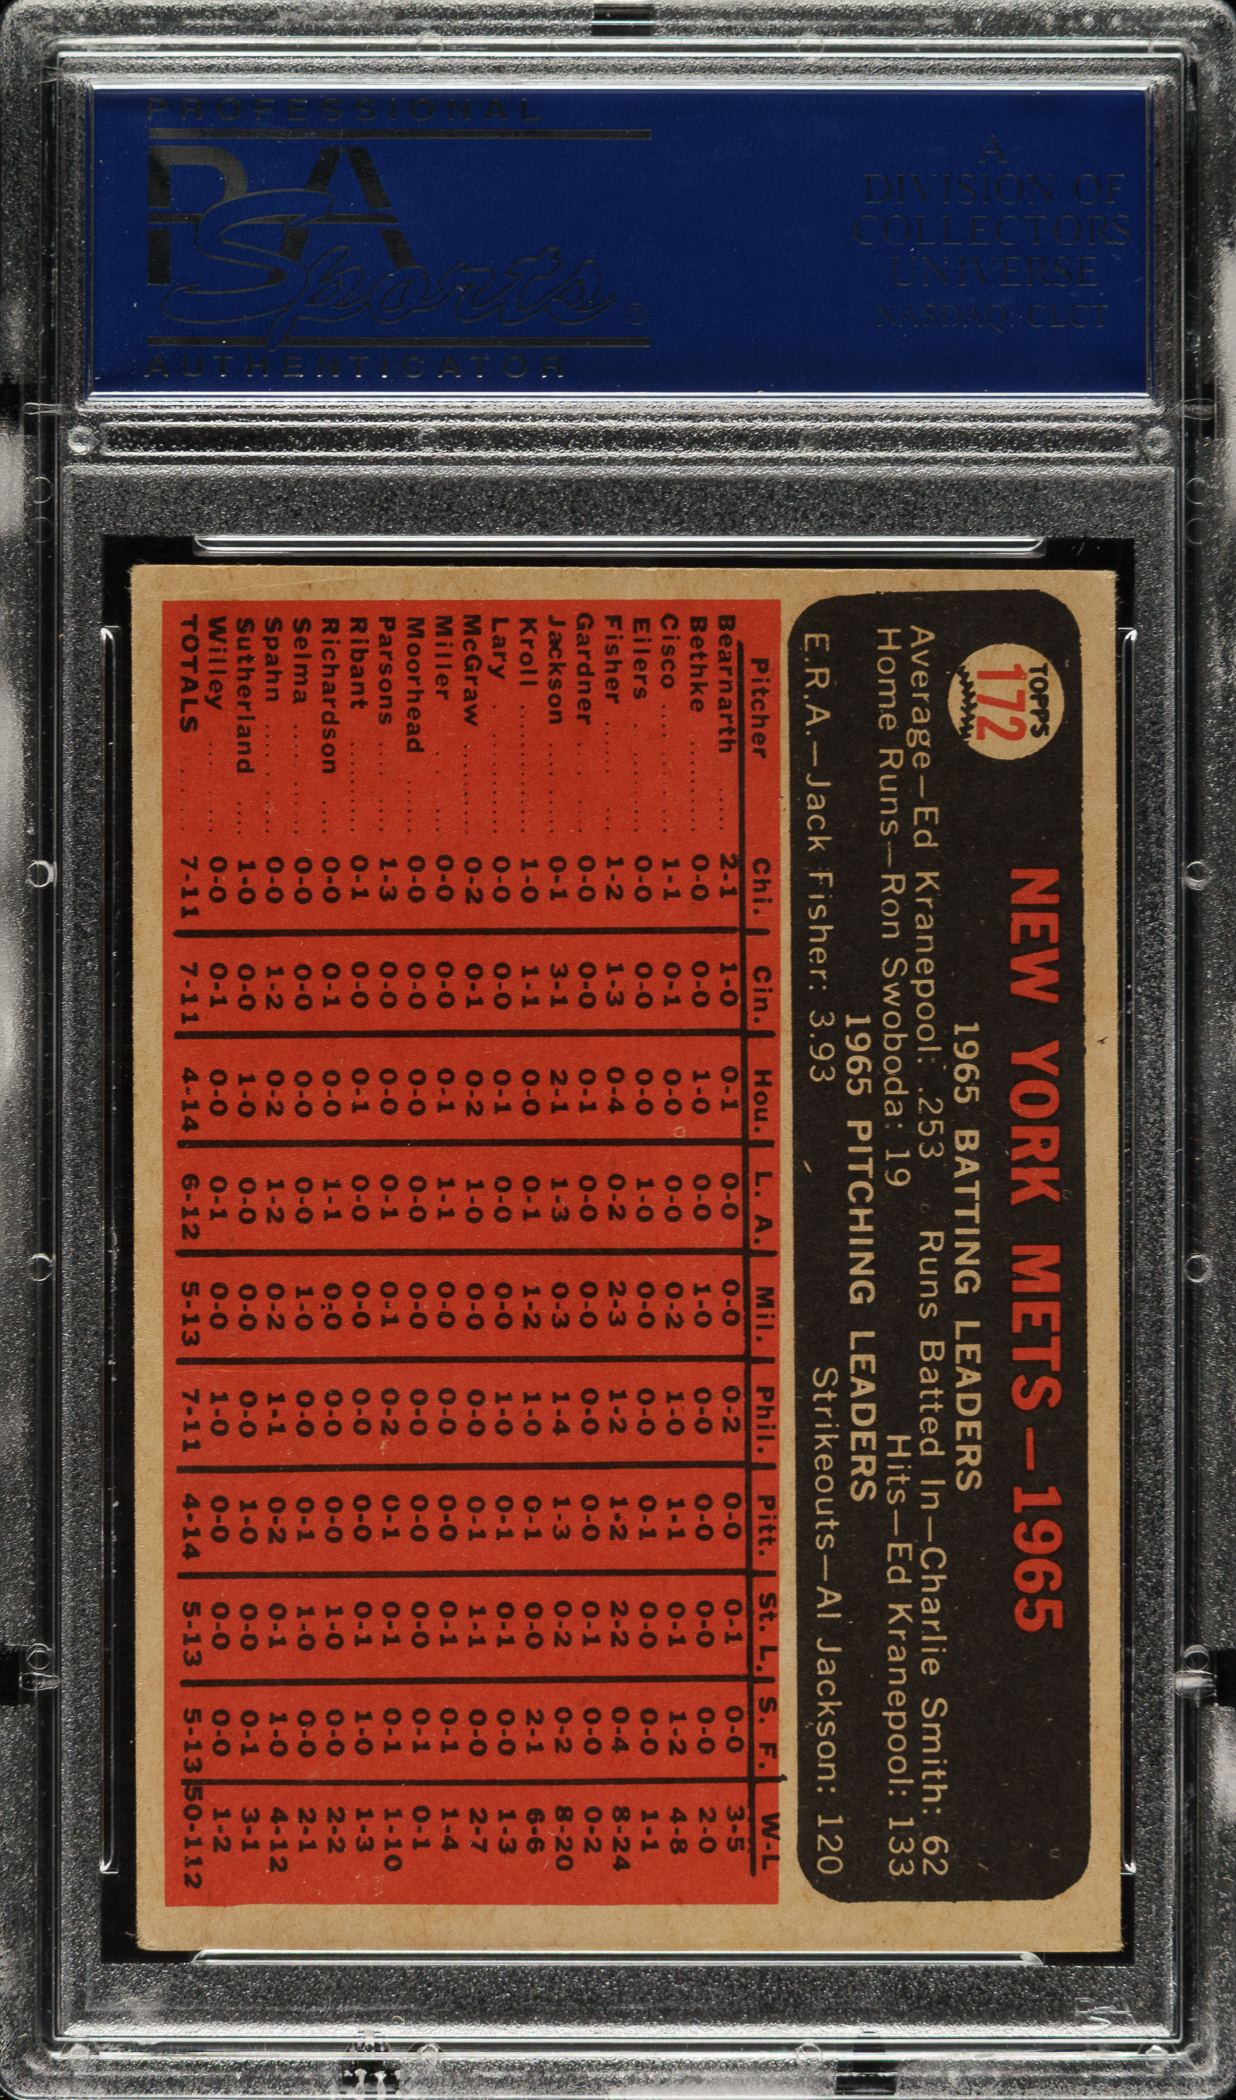 PROFESSIONAL
PSA
Sports®
AUTHENTICATOR
A
DIVISION OF
COLLECTORS
UNIVERSE
NASDAQ: CLCT
TOPPS
172
NEW YORK METS—1965
1965 BATTING LEADERS
Average—Ed Kranepool: .253 Runs Batted In—Charlie Smith: 62
Home Runs—Ron Swoboda: 19 Hits—Ed Kranepool: 133
1965 PITCHING LEADERS
E.R.A.—Jack Fisher: 3.93 Strikeouts—Al Jackson: 120
Pitcher Chi. Cin. Hou. L. A. Mil. Phil. Pitt. St. L. S. F. W-L
Bearnarth ..... 2-1 1-0 0-1 0-0 0-0 0-2 0-0 0-1 0-0 3-5
Bethke ........ 0-0 0-0 1-0 0-0 1-0 0-0 0-0 0-0 0-0 2-0
Cisco ......... 1-1 0-1 0-0 0-0 0-2 1-0 1-1 0-1 1-2 4-8
Eilers ........ 0-0 0-0 0-0 1-0 0-0 0-0 0-1 0-0 0-0 1-1
Fisher ........ 1-2 1-3 0-4 0-2 2-3 1-2 1-2 2-2 0-4 8-24
Gardner ....... 0-0 0-0 0-1 0-0 0-0 0-0 0-0 0-1 0-0 0-2
Jackson ....... 0-1 3-1 2-1 1-3 0-3 1-4 1-3 0-2 0-2 8-20
Kroll ......... 1-0 1-1 0-0 0-1 1-2 1-0 0-1 0-0 2-1 6-6
Lary .......... 0-0 0-0 0-1 0-0 0-0 1-0 0-1 0-1 0-0 1-3
McGraw ........ 0-2 0-1 0-2 1-0 0-0 0-0 0-1 1-1 0-0 2-7
Miller ........ 0-0 0-0 0-1 1-1 0-0 0-0 0-0 0-1 0-1 1-4
Moorhead ...... 0-0 0-0 0-0 0-0 0-0 0-0 0-0 0-0 0-1 0-1
Parsons ....... 1-3 0-0 0-0 0-1 0-1 0-2 0-1 0-1 0-1 1-10
Ribant ........ 0-1 0-0 0-1 0-0 0-0 0-0 0-0 0-1 1-0 1-3
Richardson .... 0-0 0-1 0-0 1-1 0-0 0-0 0-0 1-0 0-0 2-2
Selma ......... 0-0 0-0 0-0 0-0 1-0 0-0 0-1 1-0 0-0 2-1
Spahn ......... 0-0 1-2 0-2 1-2 0-2 1-1 0-2 0-1 1-0 4-12
Sutherland .... 1-0 0-0 1-0 0-0 0-0 0-0 1-0 0-0 0-1 3-1
Willey ........ 0-0 0-1 0-0 0-1 0-0 1-0 0-0 0-0 0-0 1-2
TOTALS ........ 7-11 7-11 4-14 6-12 5-13 7-11 4-14 5-13 5-13 50-112